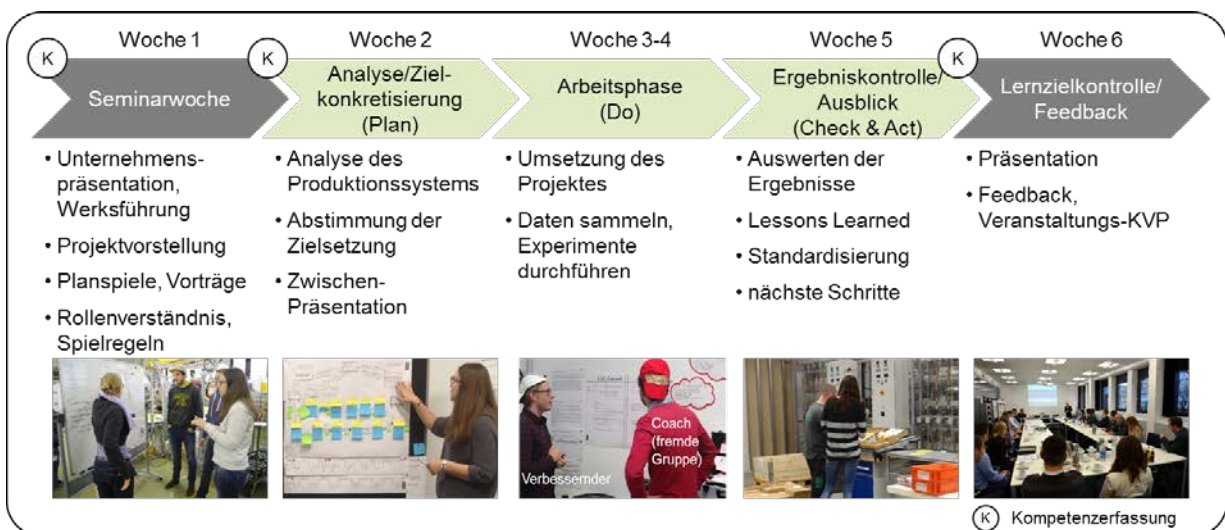 Woche 1
K
Seminarwoche
• Unternehmens-
präsentation,
Werksführung
• Projektvorstellung
• Planspiele, Vorträge
• Rollenverständnis,
Spielregeln
Woche 2
K
Analyse/Ziel-
konkretisierung
(Plan)
• Analyse des
Produktionssystems
• Abstimmung der
Zielsetzung
• Zwischen-
Präsentation
Woche 3-4
Arbeitsphase
(Do)
• Umsetzung des
Projektes
• Daten sammeln,
Experimente
durchführen
Verbessernder
Coach
(fremde
Gruppe)
Woche 5
Ergebniskontrolle/
Ausblick
(Check & Act)
• Auswerten der
Ergebnisse
• Lessons Learned
• Standardisierung
• nächste Schritte
Woche 6
K
Lernzielkontrolle/
Feedback
• Präsentation
• Feedback,
Veranstaltungs-KVP
K Kompetenzerfassung